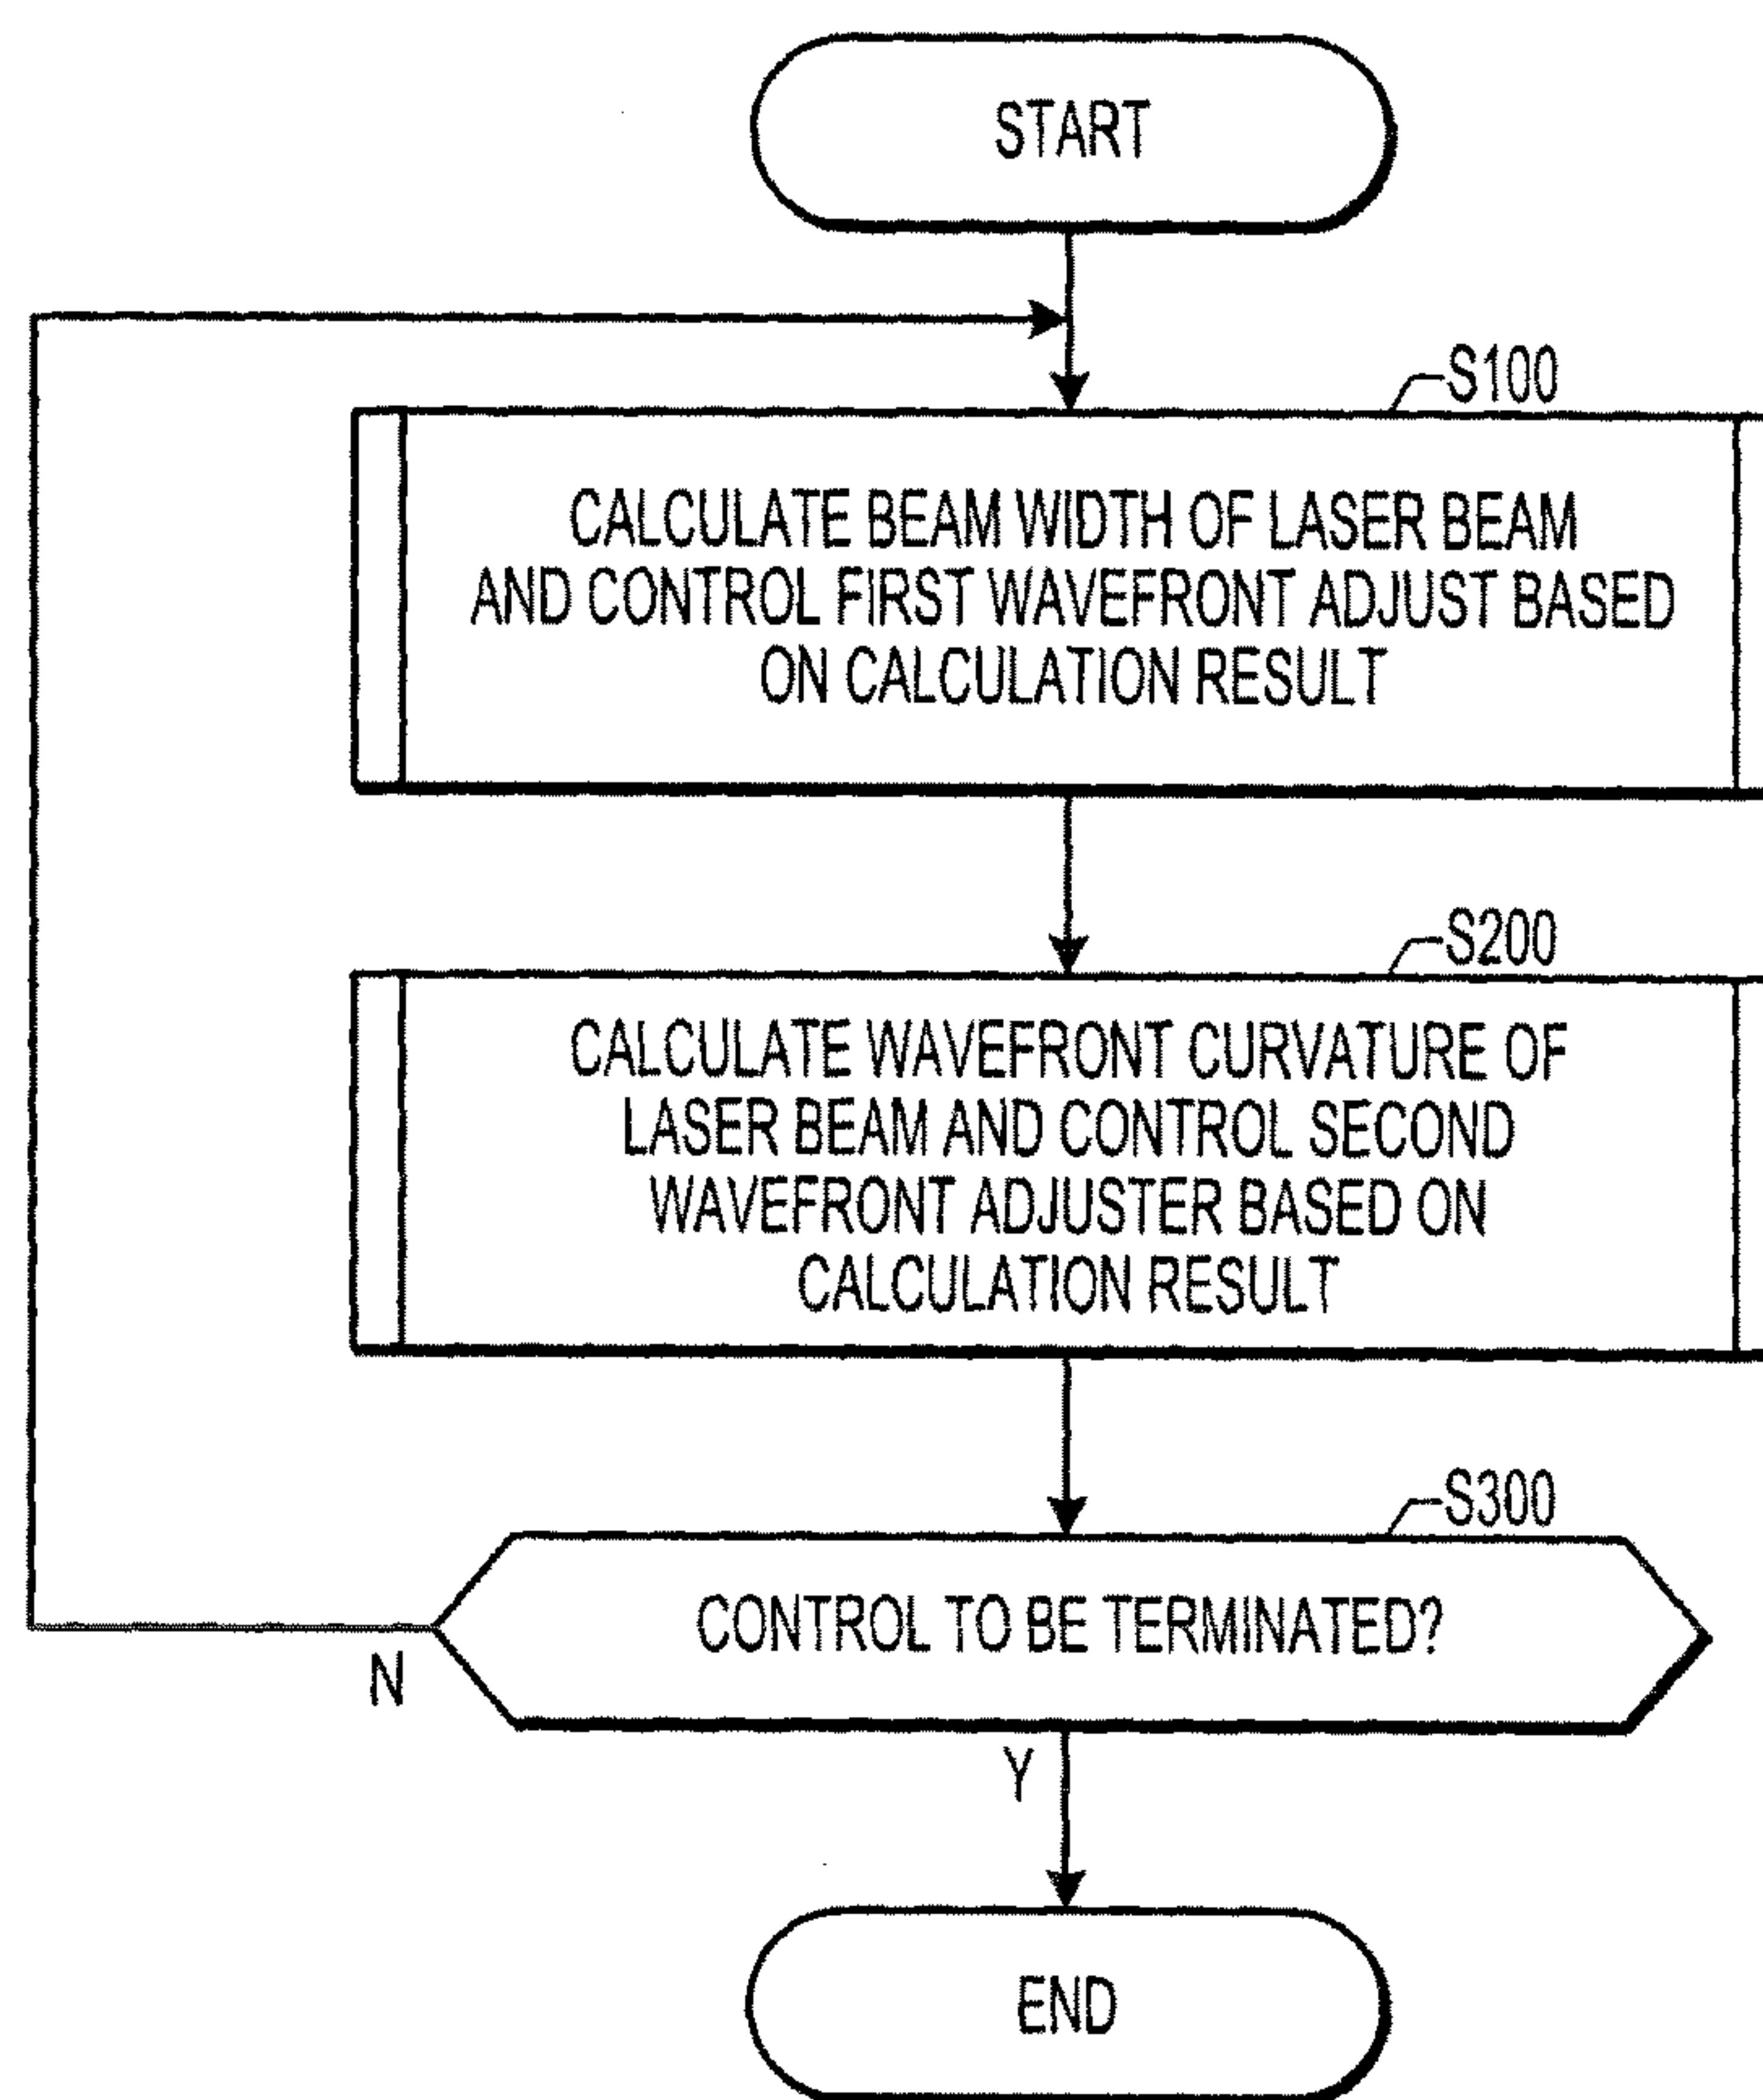 START
S100
CALCULATE BEAM WIDTH OF LASER BEAM
AND CONTROL FIRST WAVEFRONT ADJUST BASED
ON CALCULATION RESULT
S200
CALCULATE WAVEFRONT CURVATURE OF
LASER BEAM AND CONTROL SECOND
WAVEFRONT ADJUSTER BASED ON
CALCULATION RESULT
S300
CONTROL TO BE TERMINATED?
N
Y
END